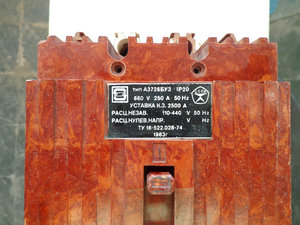 тип А3726БУЗ IP20
660 V 250 A 50 Hz
УСТАВКА К.З. 2500 A
РАСЦ.НЕЗАВ. 110-440 V 50 Hz
РАСЦ.НУЛЕВ.НАПР. V Hz
ТУ 16-522.028-74
1983г